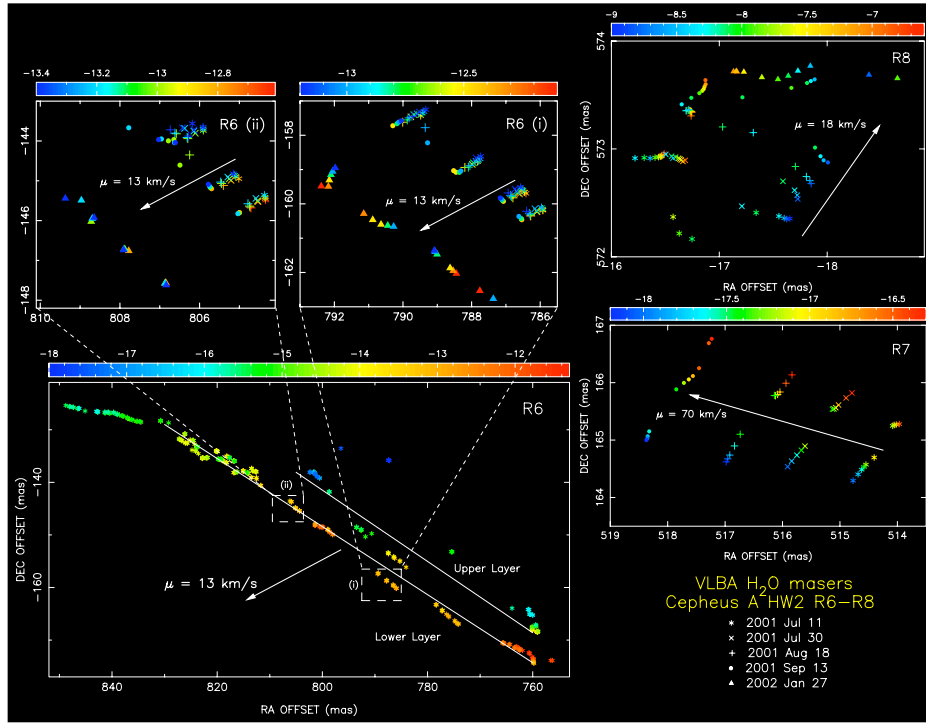 -13.4 -13.2 -13 -12.8
-13 -12.5
-9 -8.5 -8 -7.5 -7
R6 (ii)
μ = 13 km/s
-144
-146
-148
810 808 806
R6 (i)
μ = 13 km/s
-158
-160
-162
792 790 788 786
R8
μ = 18 km/s
574
573
572
DEC OFFSET (mas)
-16 -17 -18
RA OFFSET (mas)
-18 -17.5 -17 -16.5
R7
μ = 70 km/s
167
166
165
164
DEC OFFSET (mas)
519 518 517 516 515 514
RA OFFSET (mas)
-18 -17 -16 -15 -14 -13 -12
R6
(ii)
(i)
μ = 13 km/s
Upper Layer
Lower Layer
-140
-160
DEC OFFSET (mas)
840 820 800 780 760
RA OFFSET (mas)
VLBA H2O masers
Cepheus A HW2 R6-R8
* 2001 Jul 11
× 2001 Jul 30
+ 2001 Aug 18
● 2001 Sep 13
▲ 2002 Jan 27